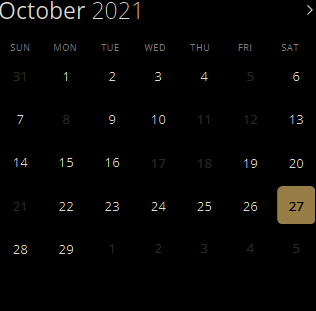 October 2021
SUN MON TUE WED THU FRI SAT
31 1 2 3 4 5 6
7 8 9 10 11 12 13
14 15 16 17 18 19 20
21 22 23 24 25 26 27
28 29 1 2 3 4 5